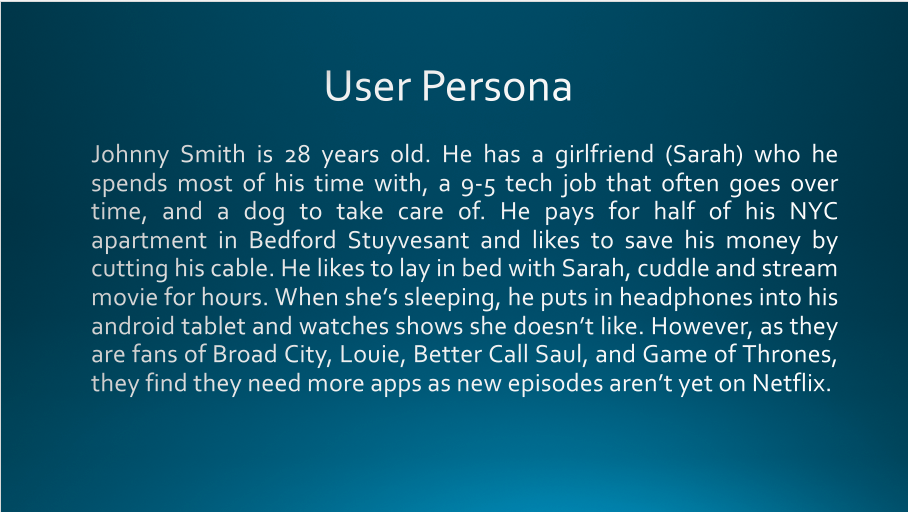 User Persona
Johnny Smith is 28 years old. He has a girlfriend (Sarah) who he
spends most of his time with, a 9-5 tech job that often goes over
time, and a dog to take care of. He pays for half of his NYC
apartment in Bedford Stuyvesant and likes to save his money by
cutting his cable. He likes to lay in bed with Sarah, cuddle and stream
movie for hours. When she’s sleeping, he puts in headphones into his
android tablet and watches shows she doesn’t like. However, as they
are fans of Broad City, Louie, Better Call Saul, and Game of Thrones,
they find they need more apps as new episodes aren’t yet on Netflix.